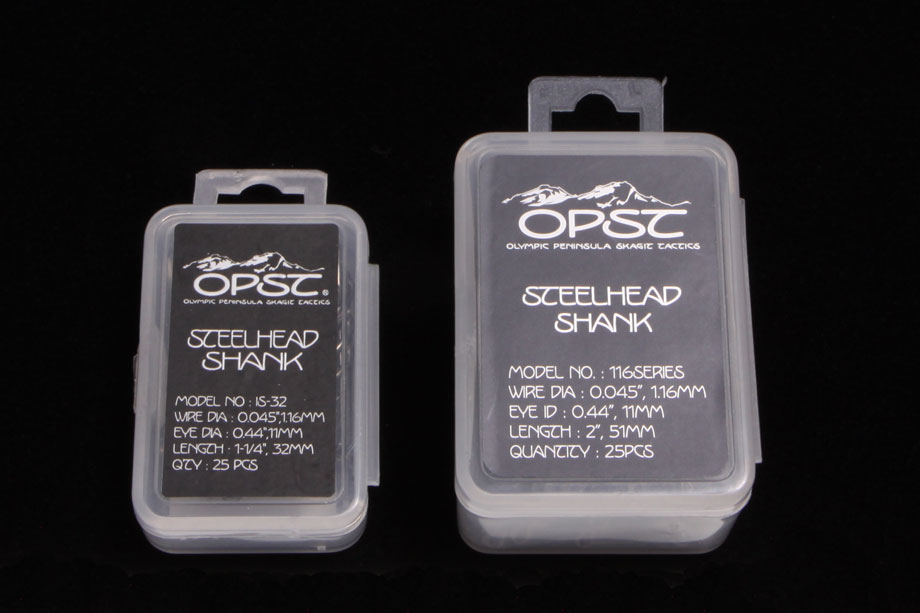 OPST®
OLYMPIC PENINSULA SKAGIT TACTICS
STEELHEAD
SHANK
MODEL NO : IS-32
WIRE DIA : 0.045",1.16MM
EYE DIA : 0.44",11MM
LENGTH : 1-1/4", 32MM
QTY : 25 PCS
OPST
OLYMPIC PENINSULA SKAGIT TACTICS
STEELHEAD
SHANK
MODEL NO. : 116SERIES
WIRE DIA : 0.045", 1.16MM
EYE ID : 0.44", 11MM
LENGTH : 2", 51MM
QUANTITY : 25PCS